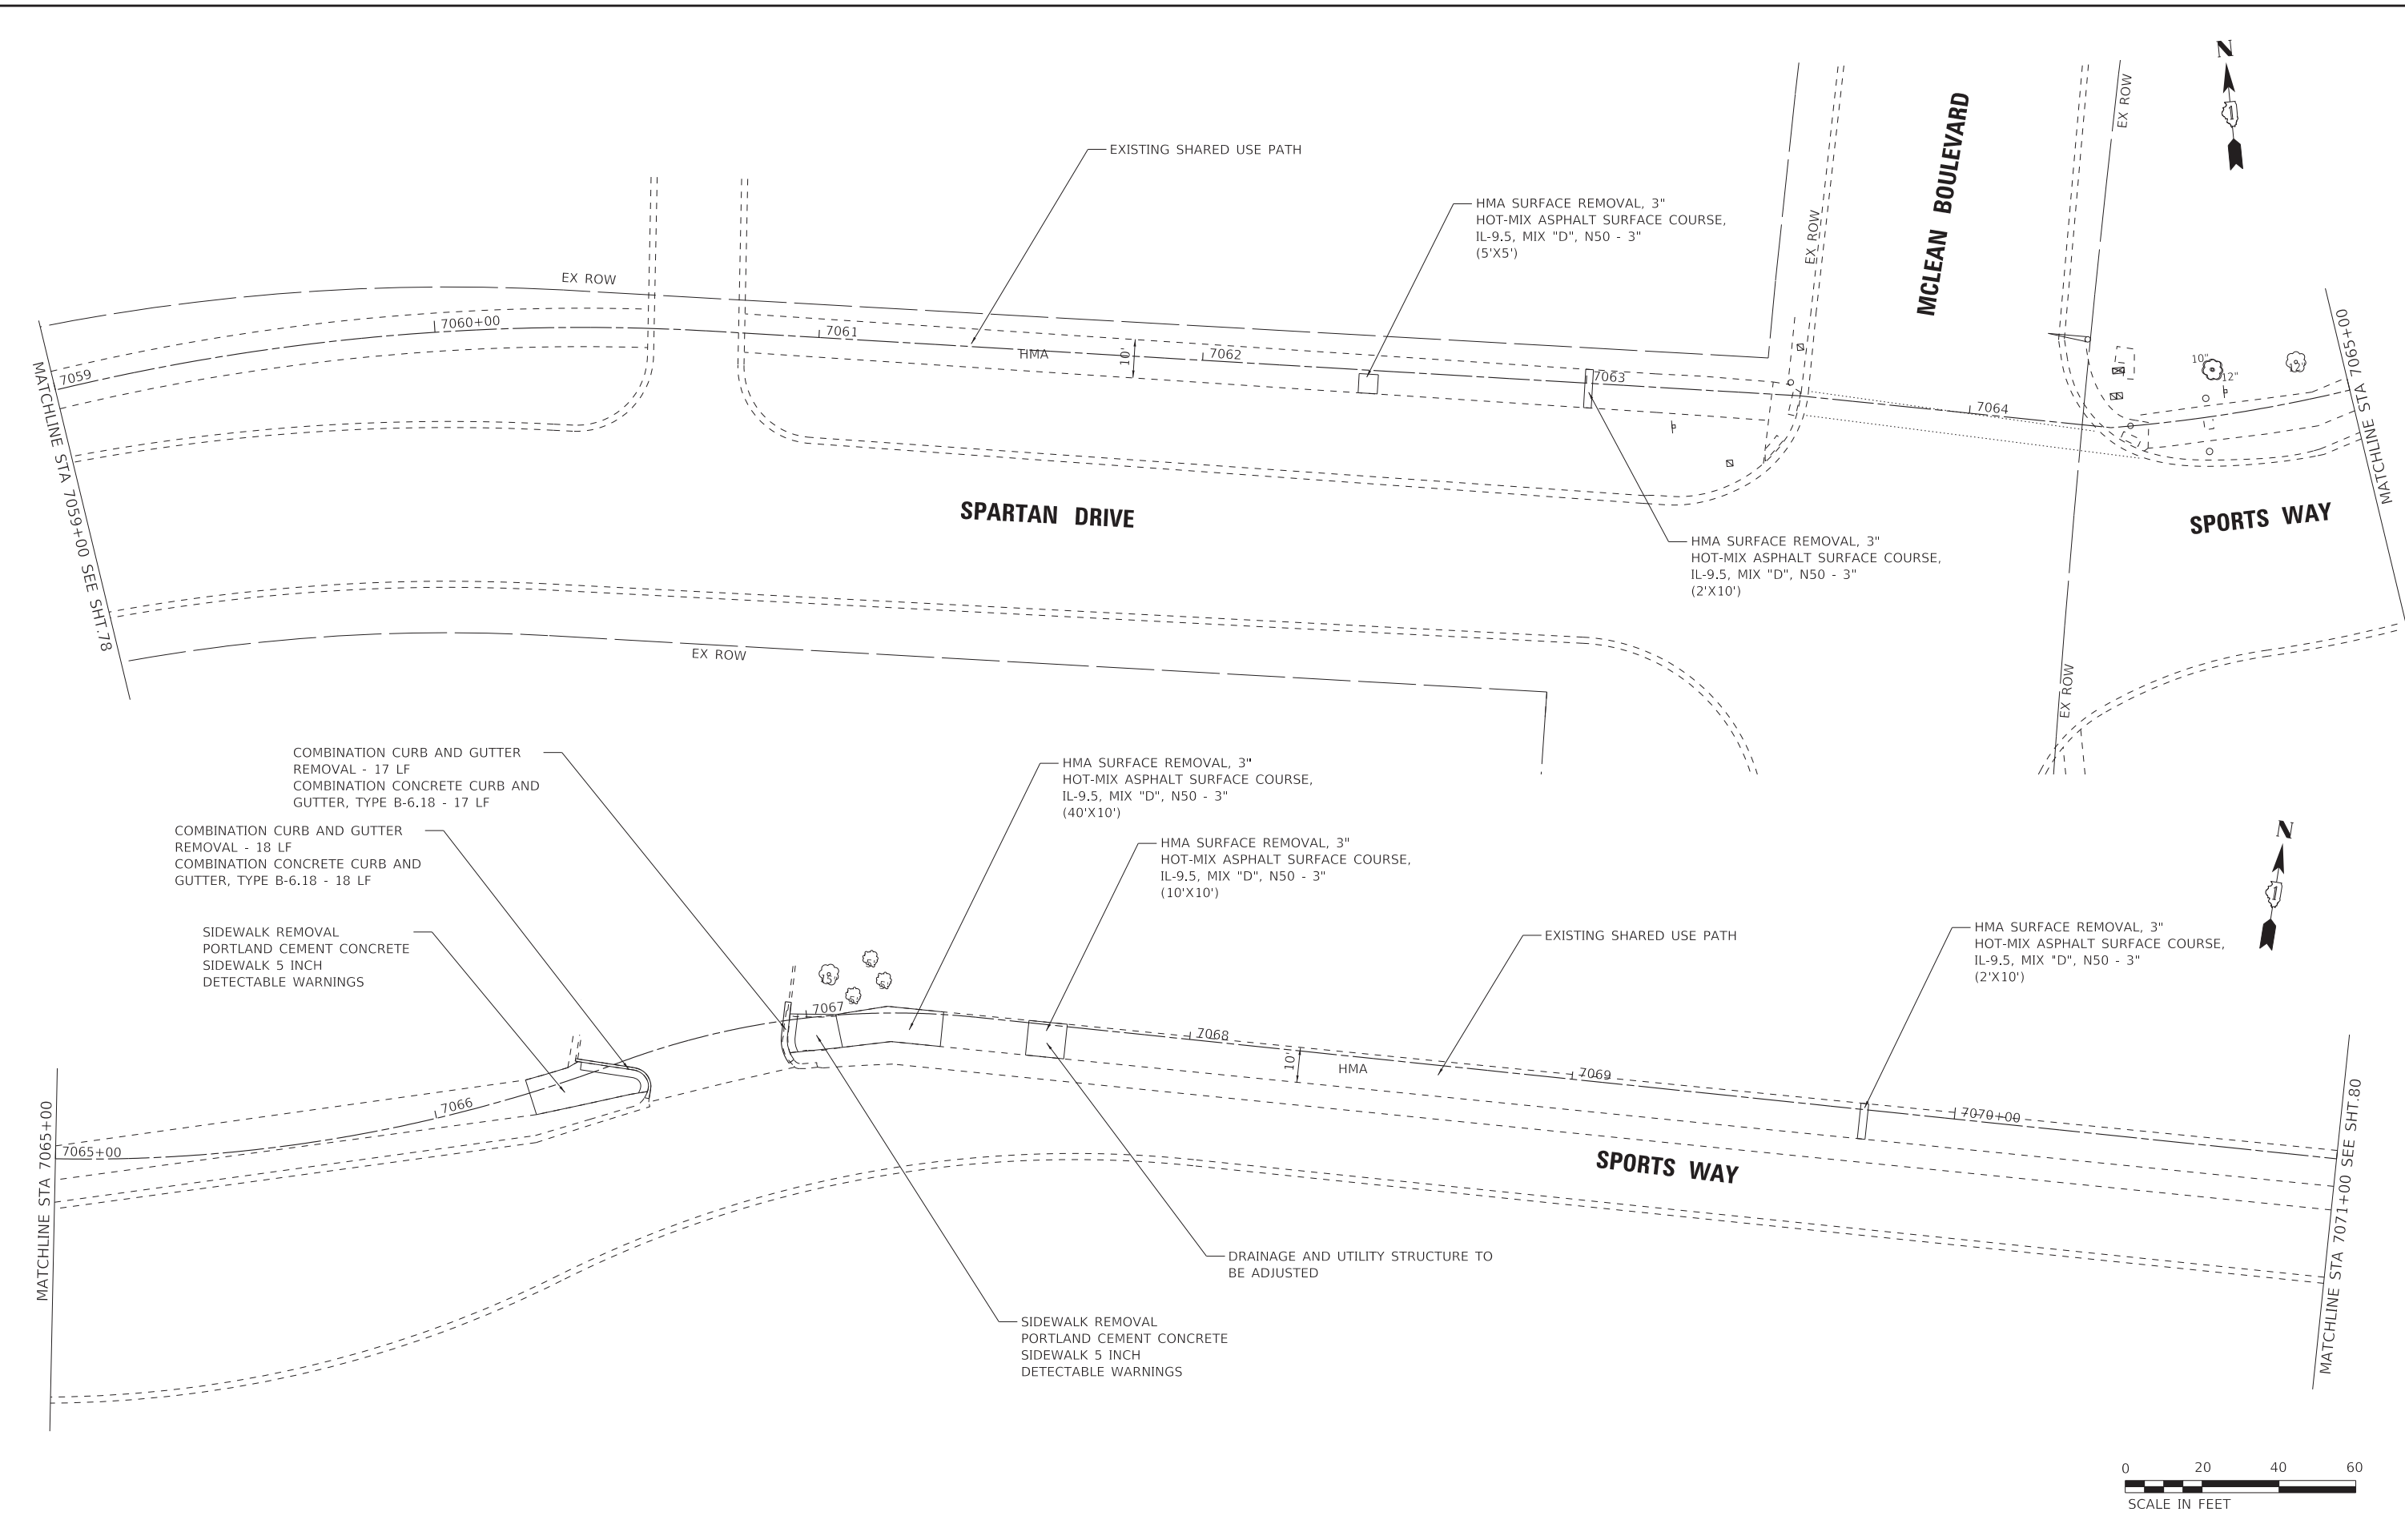 N
1
EX ROW
MCLEAN BOULEVARD
EXISTING SHARED USE PATH
HMA SURFACE REMOVAL, 3"
HOT-MIX ASPHALT SURFACE COURSE,
IL-9.5, MIX "D", N50 - 3"
(5'X5')
EX ROW
EX ROW
7059
7060+00
7061
HMA
10'
7062
7063
7064
10"
12"
12"
MATCHLINE STA 7065+00
MATCHLINE STA 7059+00 SEE SHT.78
SPARTAN DRIVE
SPORTS WAY
HMA SURFACE REMOVAL, 3"
HOT-MIX ASPHALT SURFACE COURSE,
IL-9.5, MIX "D", N50 - 3"
(2'X10')
EX ROW
EX ROW
COMBINATION CURB AND GUTTER
REMOVAL - 17 LF
COMBINATION CONCRETE CURB AND
GUTTER, TYPE B-6.18 - 17 LF
COMBINATION CURB AND GUTTER
REMOVAL - 18 LF
COMBINATION CONCRETE CURB AND
GUTTER, TYPE B-6.18 - 18 LF
SIDEWALK REMOVAL
PORTLAND CEMENT CONCRETE
SIDEWALK 5 INCH
DETECTABLE WARNINGS
HMA SURFACE REMOVAL, 3"
HOT-MIX ASPHALT SURFACE COURSE,
IL-9.5, MIX "D", N50 - 3"
(40'X10')
HMA SURFACE REMOVAL, 3"
HOT-MIX ASPHALT SURFACE COURSE,
IL-9.5, MIX "D", N50 - 3"
(10'X10')
EXISTING SHARED USE PATH
HMA SURFACE REMOVAL, 3"
HOT-MIX ASPHALT SURFACE COURSE,
IL-9.5, MIX "D", N50 - 3"
(2'X10')
N
1
15"
5"
5"
5"
MATCHLINE STA 7065+00
7065+00
7066
7067
7068
10'
HMA
7069
7070+00
MATCHLINE STA 7071+00 SEE SHT.80
SPORTS WAY
DRAINAGE AND UTILITY STRUCTURE TO
BE ADJUSTED
SIDEWALK REMOVAL
PORTLAND CEMENT CONCRETE
SIDEWALK 5 INCH
DETECTABLE WARNINGS
0 20 40 60
SCALE IN FEET